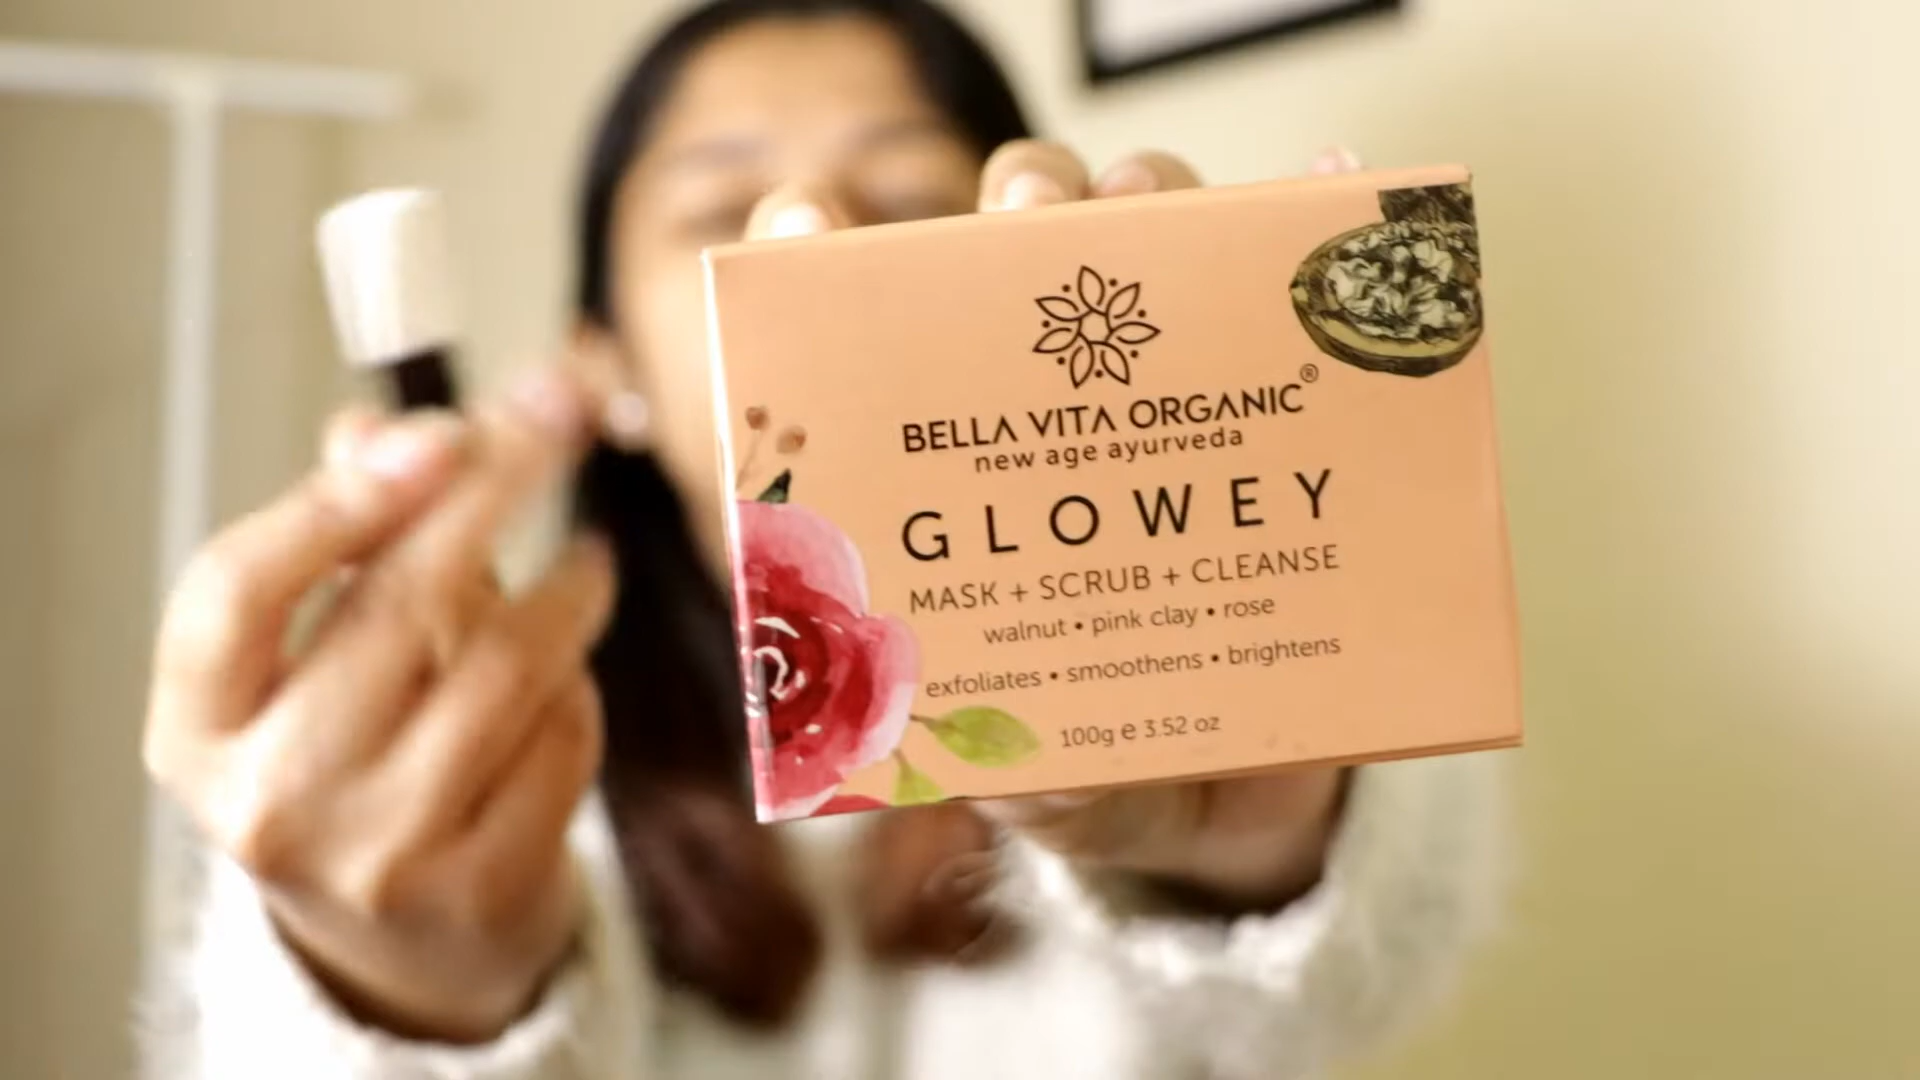 BELLA VITA ORGANIC®
new age ayurveda
GLOWEY
MASK + SCRUB + CLEANSE
walnut • pink clay • rose
exfoliates • smoothens • brightens
100g e 3.52 oz